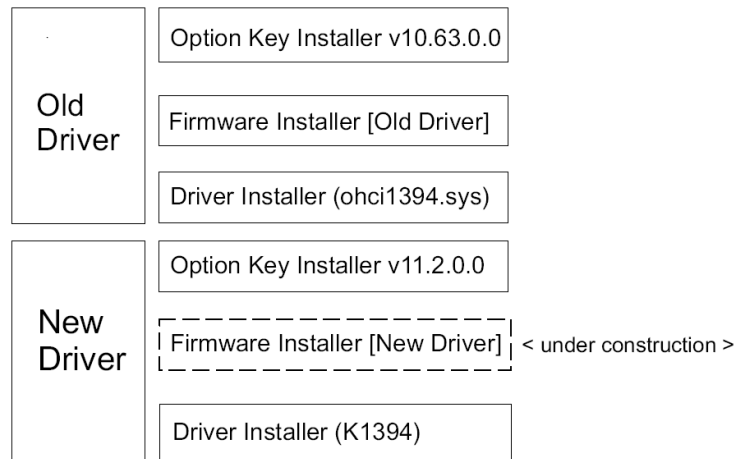 Old
Driver
Option Key Installer v10.63.0.0
Firmware Installer [Old Driver]
Driver Installer (ohci1394.sys)
New
Driver
Option Key Installer v11.2.0.0
Firmware Installer [New Driver] < under construction >
Driver Installer (K1394)